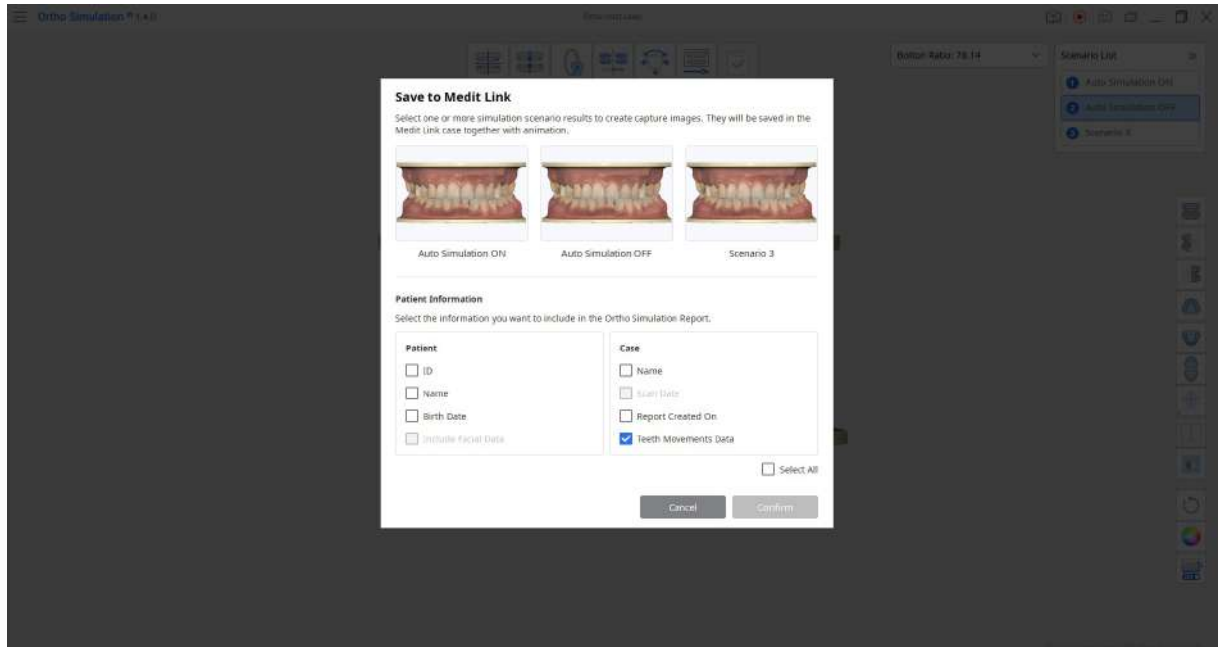 Ortho Simulation
Bolton Ratio: 78.14
Scenario List
1 Auto Simulation ON
2 Auto Simulation OFF
3 Scenario 3
Save to Medit Link
Select one or more simulation scenario results to create capture images. They will be saved in the
Medit Link case together with animation.
Auto Simulation ON
Auto Simulation OFF
Scenario 3
Patient Information
Select the information you want to include in the Ortho Simulation Report.
Patient
ID
Name
Birth Date
Include Facial Data
Case
Name
Scan Date
Report Created On
Teeth Movements Data
Select All
Cancel
Confirm